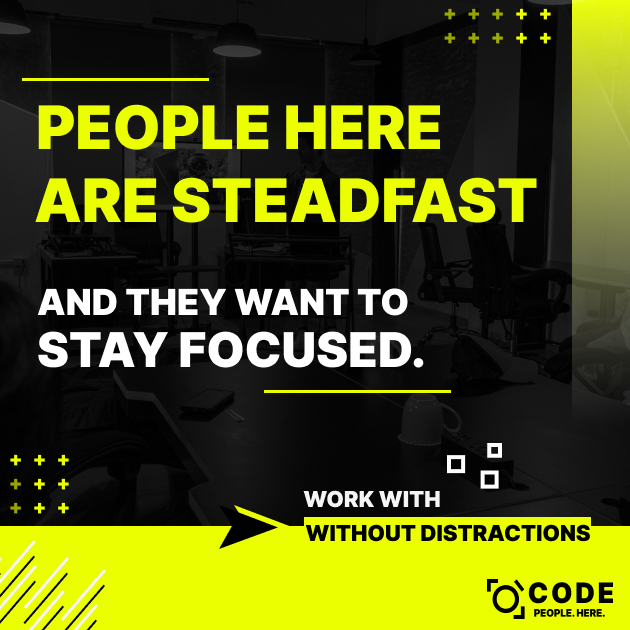 PEOPLE HERE
ARE STEADFAST
AND THEY WANT TO
STAY FOCUSED.
WORK WITH
WITHOUT DISTRACTIONS
CODE
PEOPLE. HERE.